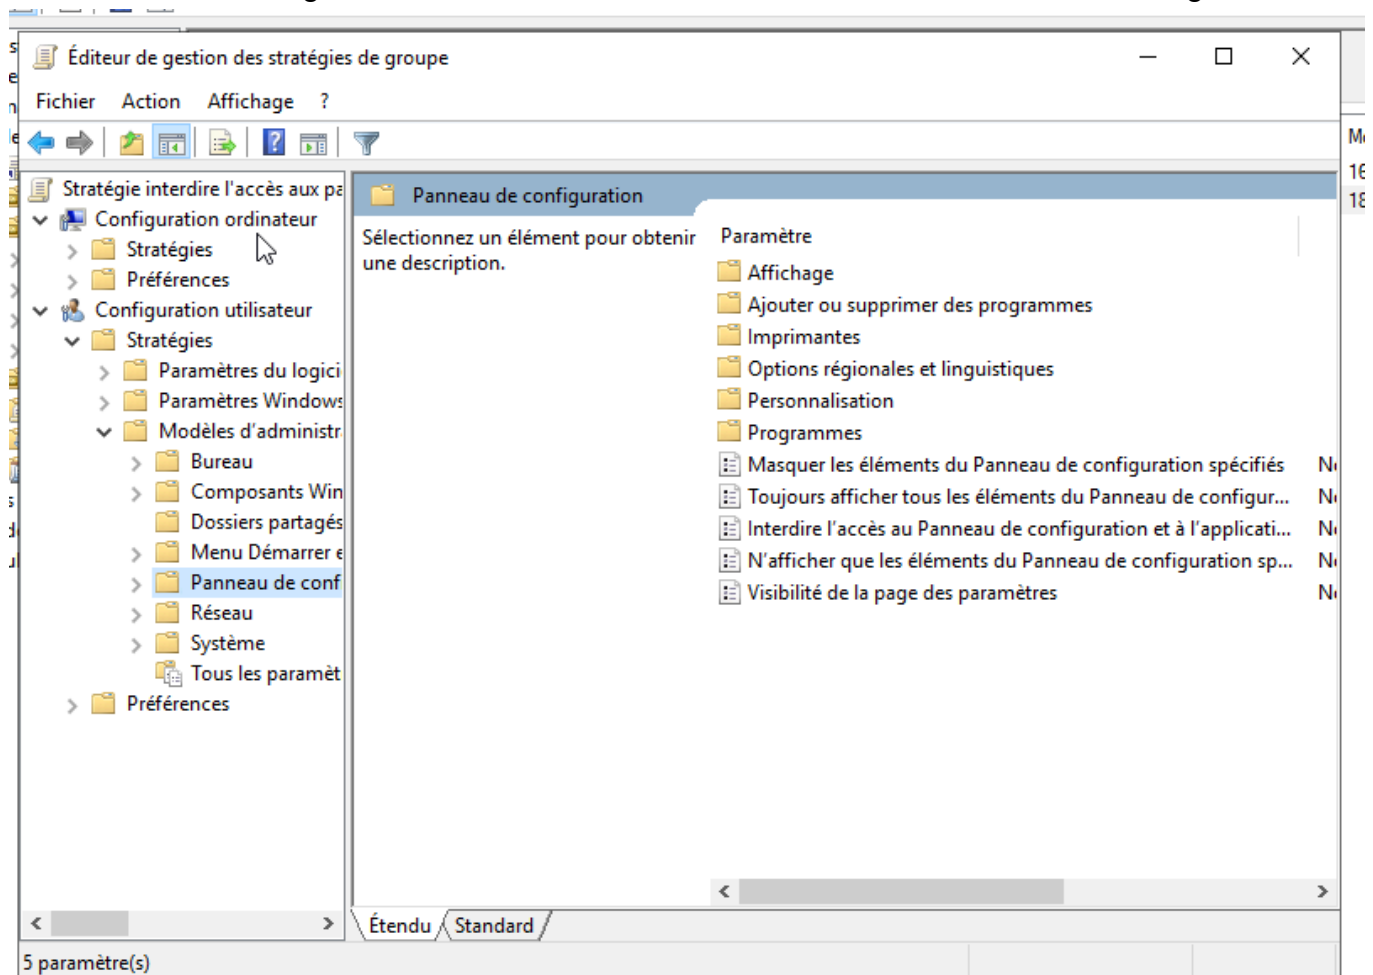 Éditeur de gestion des stratégies de groupe
Fichier Action Affichage ?
Stratégie interdire l'accès aux pa
Configuration ordinateur
Stratégies
Préférences
Configuration utilisateur
Stratégies
Paramètres du logici
Paramètres Windows
Modèles d'administr
Bureau
Composants Win
Dossiers partagés
Menu Démarrer e
Panneau de conf
Réseau
Système
Tous les paramèt
Préférences
Panneau de configuration
Sélectionnez un élément pour obtenir
une description.
Paramètre
Affichage
Ajouter ou supprimer des programmes
Imprimantes
Options régionales et linguistiques
Personnalisation
Programmes
Masquer les éléments du Panneau de configuration spécifiés
Toujours afficher tous les éléments du Panneau de configur...
Interdire l'accès au Panneau de configuration et à l'applicati...
N'afficher que les éléments du Panneau de configuration sp...
Visibilité de la page des paramètres
Étendu Standard
5 paramètre(s)